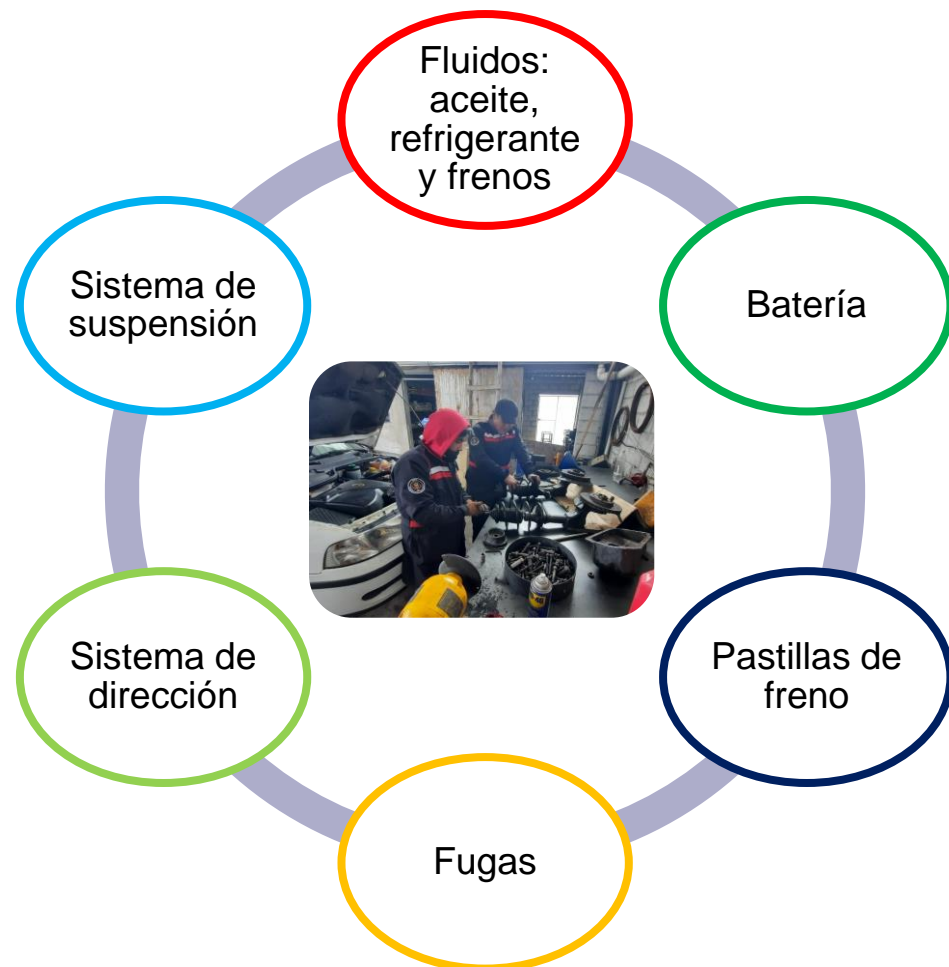 Fluidos:
aceite,
refrigerante
y frenos
Batería
Pastillas de
freno
Fugas
Sistema de
dirección
Sistema de
suspensión